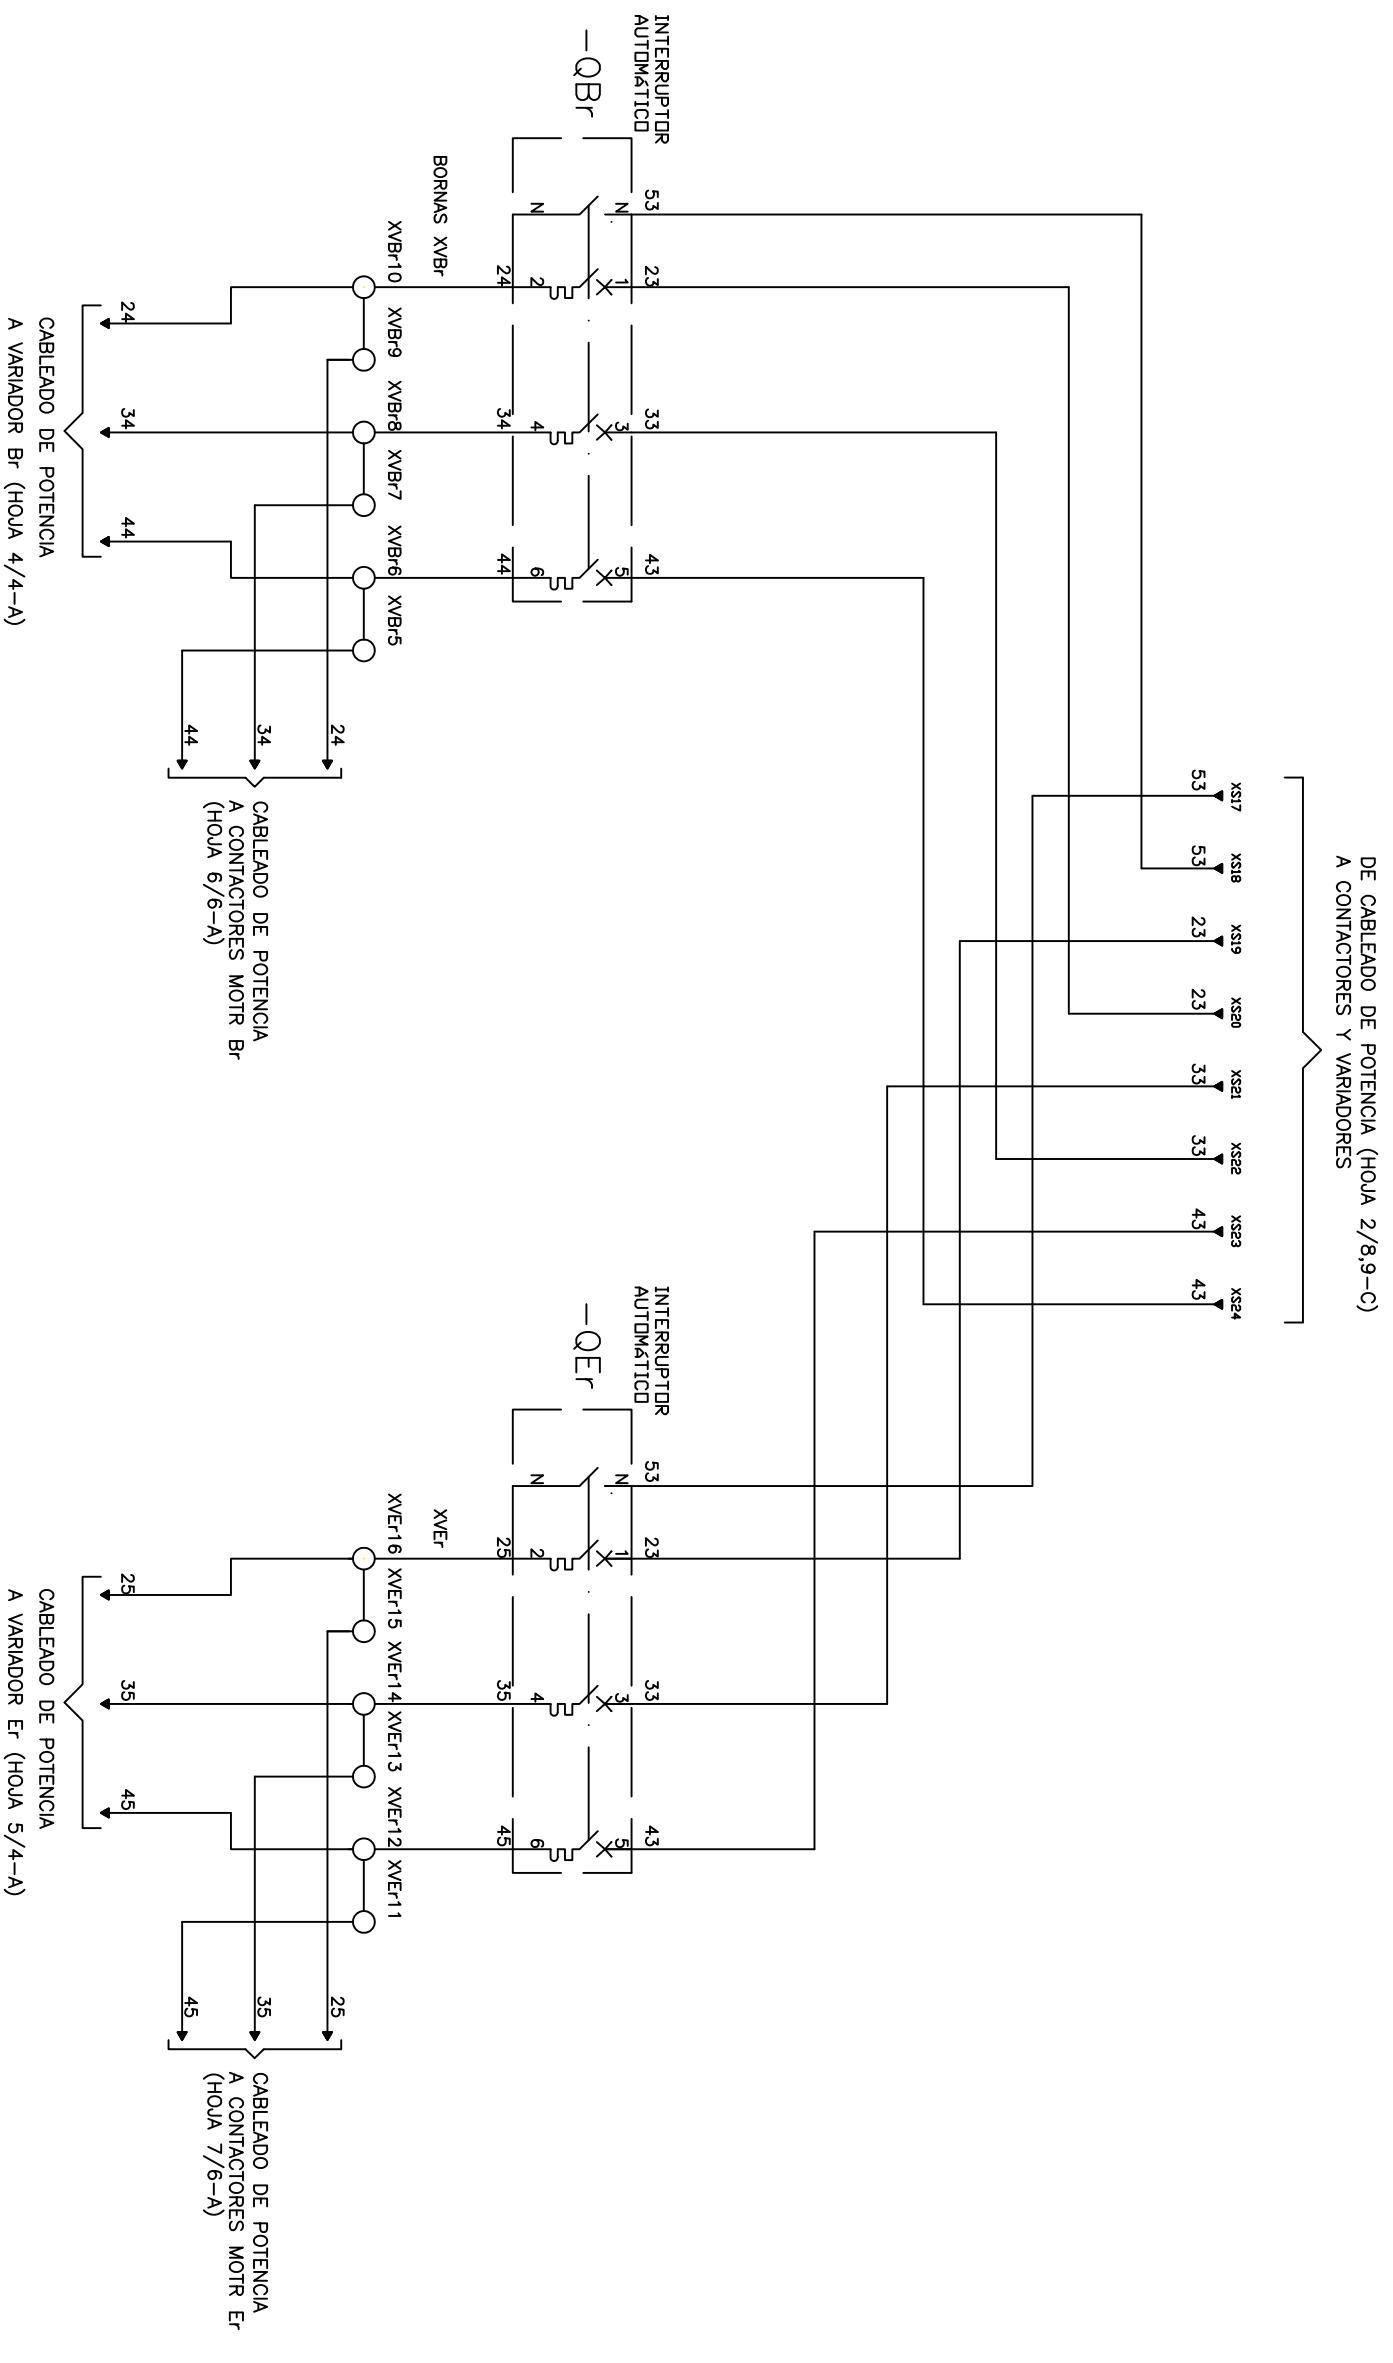 DE CABLEADO DE POTENCIA (HOJA 2/8,9-C)
A CONTACTORES Y VARIADORES
XS17 XS18 XS19 XS20 XS21 XS22 XS23 XS24
53 53 23 23 33 33 43 43
INTERRUPTOR
AUTOMÁTICO
-QBr
53 23 33 43
N 1 3 5
N 2 4 6
24 34 44
BORNAS XVBr
XVBr10 XVBr9 XVBr8 XVBr7 XVBr6 XVBr5
24
34
44
CABLEADO DE POTENCIA
A CONTACTORES MOTR Br
(HOJA 6/6-A)
24 34 44
CABLEADO DE POTENCIA
A VARIADOR Br (HOJA 4/4-A)
INTERRUPTOR
AUTOMÁTICO
-QEr
53 23 33 43
N 1 3 5
N 2 4 6
25 35 45
XVEr
XVEr16 XVEr15 XVEr14 XVEr13 XVEr12 XVEr11
25
35
45
CABLEADO DE POTENCIA
A CONTACTORES MOTR Er
(HOJA 7/6-A)
25 35 45
CABLEADO DE POTENCIA
A VARIADOR Er (HOJA 5/4-A)